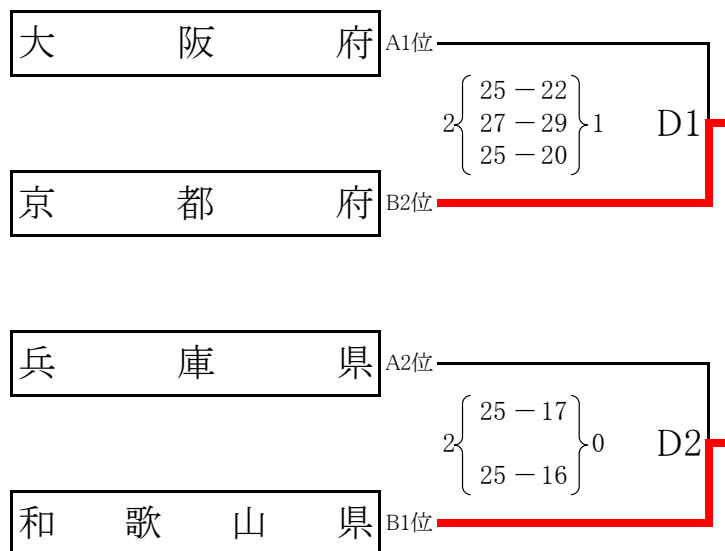 大阪府 A1位
25 － 22
2 27 － 29 1 D1
25 － 20
京都府 B2位
兵庫県 A2位
25 － 17
2 0 D2
25 － 16
和歌山県 B1位